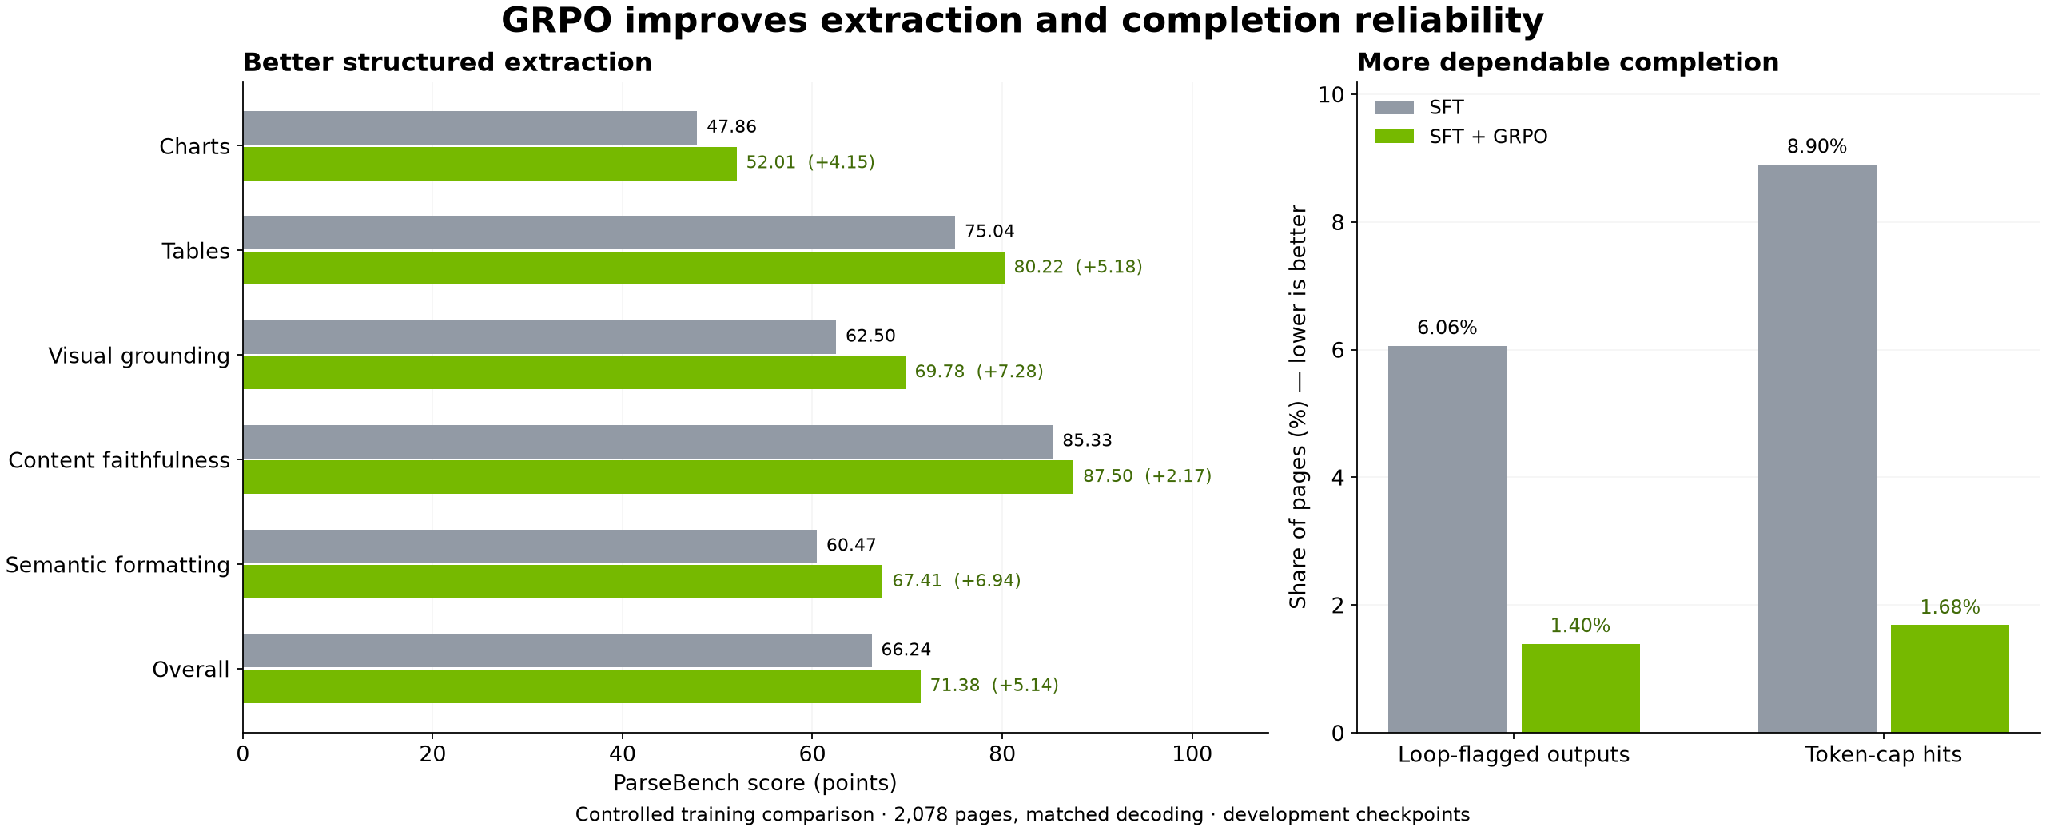 GRPO improves extraction and completion reliability
Better structured extraction
Charts
47.86
52.01 (+4.15)
Tables
75.04
80.22 (+5.18)
Visual grounding
62.50
69.78 (+7.28)
Content faithfulness
85.33
87.50 (+2.17)
Semantic formatting
60.47
67.41 (+6.94)
Overall
66.24
71.38 (+5.14)
0 20 40 60 80 100
ParseBench score (points)
More dependable completion
SFT
SFT + GRPO
Share of pages (%) — lower is better
10
8
6
4
2
0
6.06%
1.40%
8.90%
1.68%
Loop-flagged outputs
Token-cap hits
Controlled training comparison · 2,078 pages, matched decoding · development checkpoints